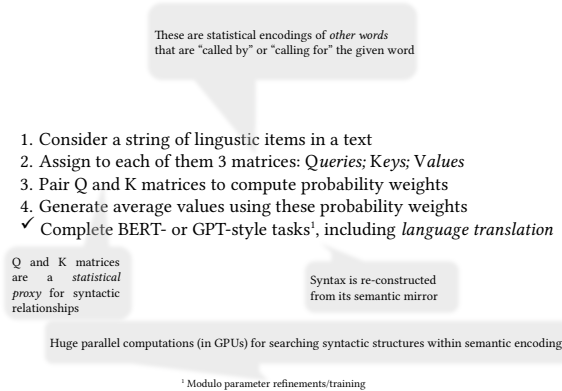 These are statistical encodings of other words
that are “called by” or “calling for” the given word
1. Consider a string of lingustic items in a text
2. Assign to each of them 3 matrices: Queries; Keys; Values
3. Pair Q and K matrices to compute probability weights
4. Generate average values using these probability weights
✓ Complete BERT- or GPT-style tasks¹, including language translation
Q and K matrices
are a statistical
proxy for syntactic
relationships
Syntax is re-constructed
from its semantic mirror
Huge parallel computations (in GPUs) for searching syntactic structures within semantic encoding
¹ Modulo parameter refinements/training